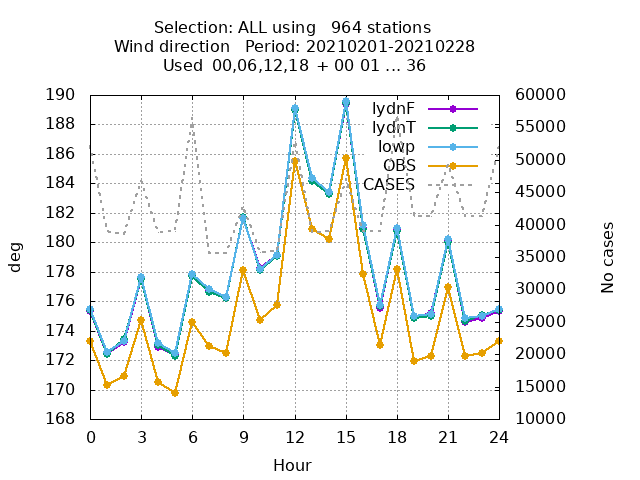 Selection: ALL using 964 stations
Wind direction Period: 20210201-20210228
Used 00,06,12,18 + 00 01 ... 36
190
188
186
184
182
180
178
176
174
172
170
168
60000
55000
50000
45000
40000
35000
30000
25000
20000
15000
10000
lydnF
lydnT
lowp
OBS
CASES
deg
No cases
0 3 6 9 12 15 18 21 24
Hour